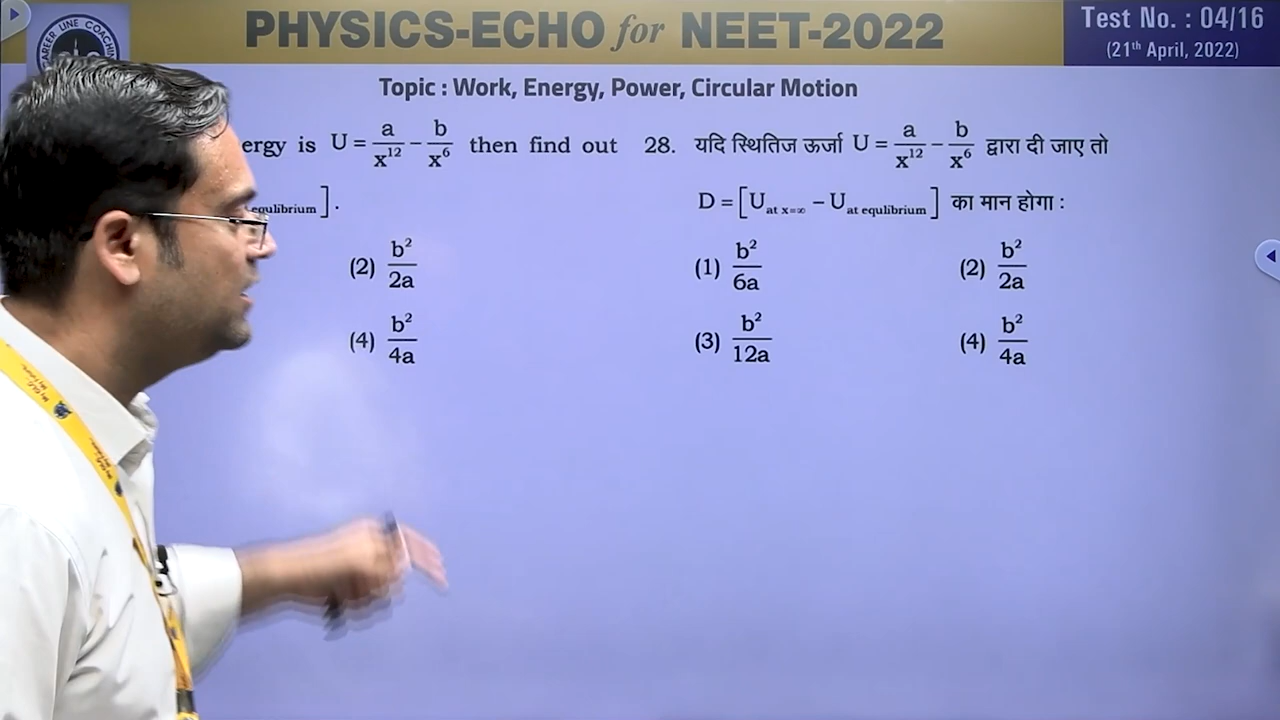 PHYSICS-ECHO for NEET-2022
Test No. : 04/16
(21th April, 2022)
Topic : Work, Energy, Power, Circular Motion
ergy is U = a/x¹² − b/x⁶ then find out
equlibrium].
(2) b²/2a
(4) b²/4a
28. यदि स्थितिज ऊर्जा U = a/x¹² − b/x⁶ द्वारा दी जाए तो
D = [U at x=∞ − U at equlibrium] का मान होगा :
(1) b²/6a (2) b²/2a
(3) b²/12a (4) b²/4a